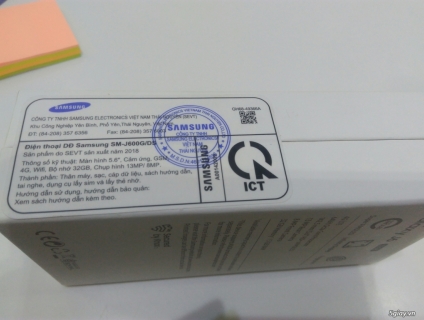 SAMSUNG
CÔNG TY TNHH SAMSUNG ELECTRONICS VIỆT NAM THÁI NGUYÊN (SEVT)
Khu Công Nghiệp Yên Bình, Phổ Yên, Thái Nguyên,
ĐT: (84-208) 357 Fax: (84-208) 357
SAMSUNG
Điện thoại DĐ Samsung SM-J600G/DS
Sản phẩm do SEVT sản xuất năm 2018
Thông số kỹ thuật: Màn hình 5.6", Cảm ứng, GSM
4G, Wifi, Bộ nhớ 32GB, Chụp hình 13MP/ 8MP.
Thành phần: Thân máy, sạc, cáp dữ liệu, sách hướng
tai nghe, dụng cụ lấy sim và lấy thẻ nhớ.
Hướng dẫn sử dụng, hướng dẫn bảo quản:
Xem sách hướng dẫn kèm theo.
SAMSUNG
ICT
CE
5giay.vn